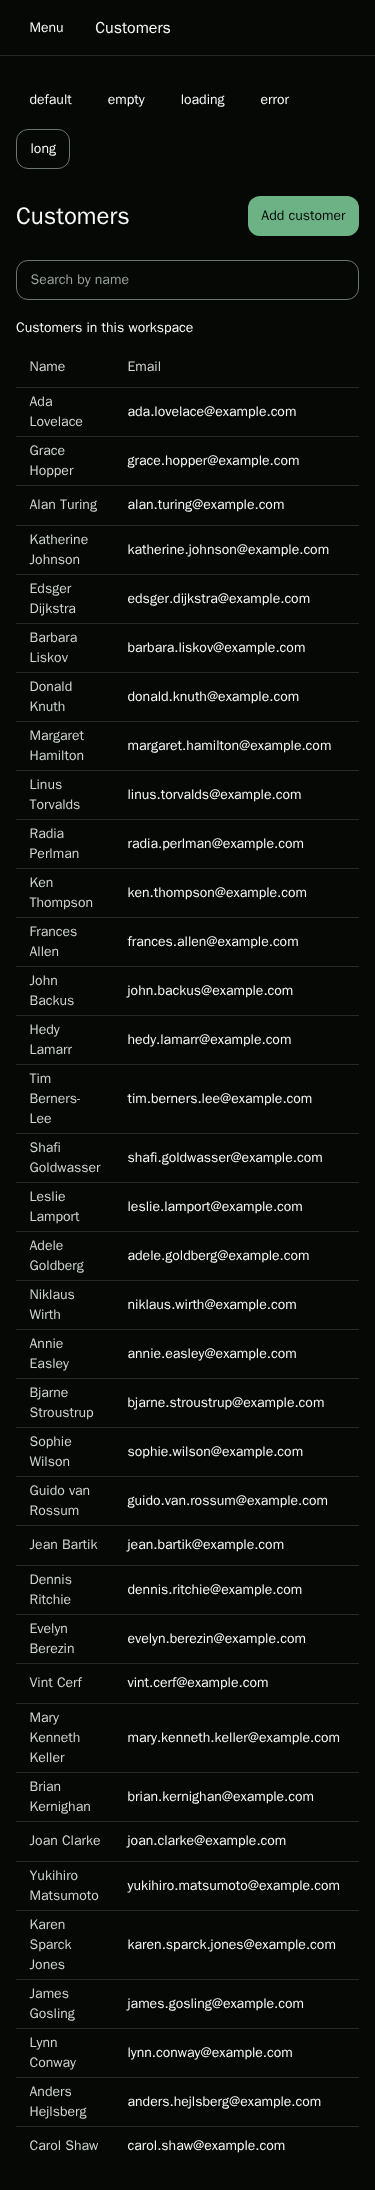 Menu Customers
default empty loading error
long
Customers Add customer
Search by name
Customers in this workspace
Name Email
Ada
Lovelace ada.lovelace@example.com
Grace
Hopper grace.hopper@example.com
Alan Turing alan.turing@example.com
Katherine
Johnson katherine.johnson@example.com
Edsger
Dijkstra edsger.dijkstra@example.com
Barbara
Liskov barbara.liskov@example.com
Donald
Knuth donald.knuth@example.com
Margaret
Hamilton margaret.hamilton@example.com
Linus
Torvalds linus.torvalds@example.com
Radia
Perlman radia.perlman@example.com
Ken
Thompson ken.thompson@example.com
Frances
Allen frances.allen@example.com
John
Backus john.backus@example.com
Hedy
Lamarr hedy.lamarr@example.com
Tim
Berners- tim.berners.lee@example.com
Lee
Shafi
Goldwasser shafi.goldwasser@example.com
Leslie
Lamport leslie.lamport@example.com
Adele
Goldberg adele.goldberg@example.com
Niklaus
Wirth niklaus.wirth@example.com
Annie
Easley annie.easley@example.com
Bjarne
Stroustrup bjarne.stroustrup@example.com
Sophie
Wilson sophie.wilson@example.com
Guido van
Rossum guido.van.rossum@example.com
Jean Bartik jean.bartik@example.com
Dennis
Ritchie dennis.ritchie@example.com
Evelyn
Berezin evelyn.berezin@example.com
Vint Cerf vint.cerf@example.com
Mary
Kenneth mary.kenneth.keller@example.com
Keller
Brian
Kernighan brian.kernighan@example.com
Joan Clarke joan.clarke@example.com
Yukihiro
Matsumoto yukihiro.matsumoto@example.com
Karen
Sparck karen.sparck.jones@example.com
Jones
James
Gosling james.gosling@example.com
Lynn
Conway lynn.conway@example.com
Anders
Hejlsberg anders.hejlsberg@example.com
Carol Shaw carol.shaw@example.com